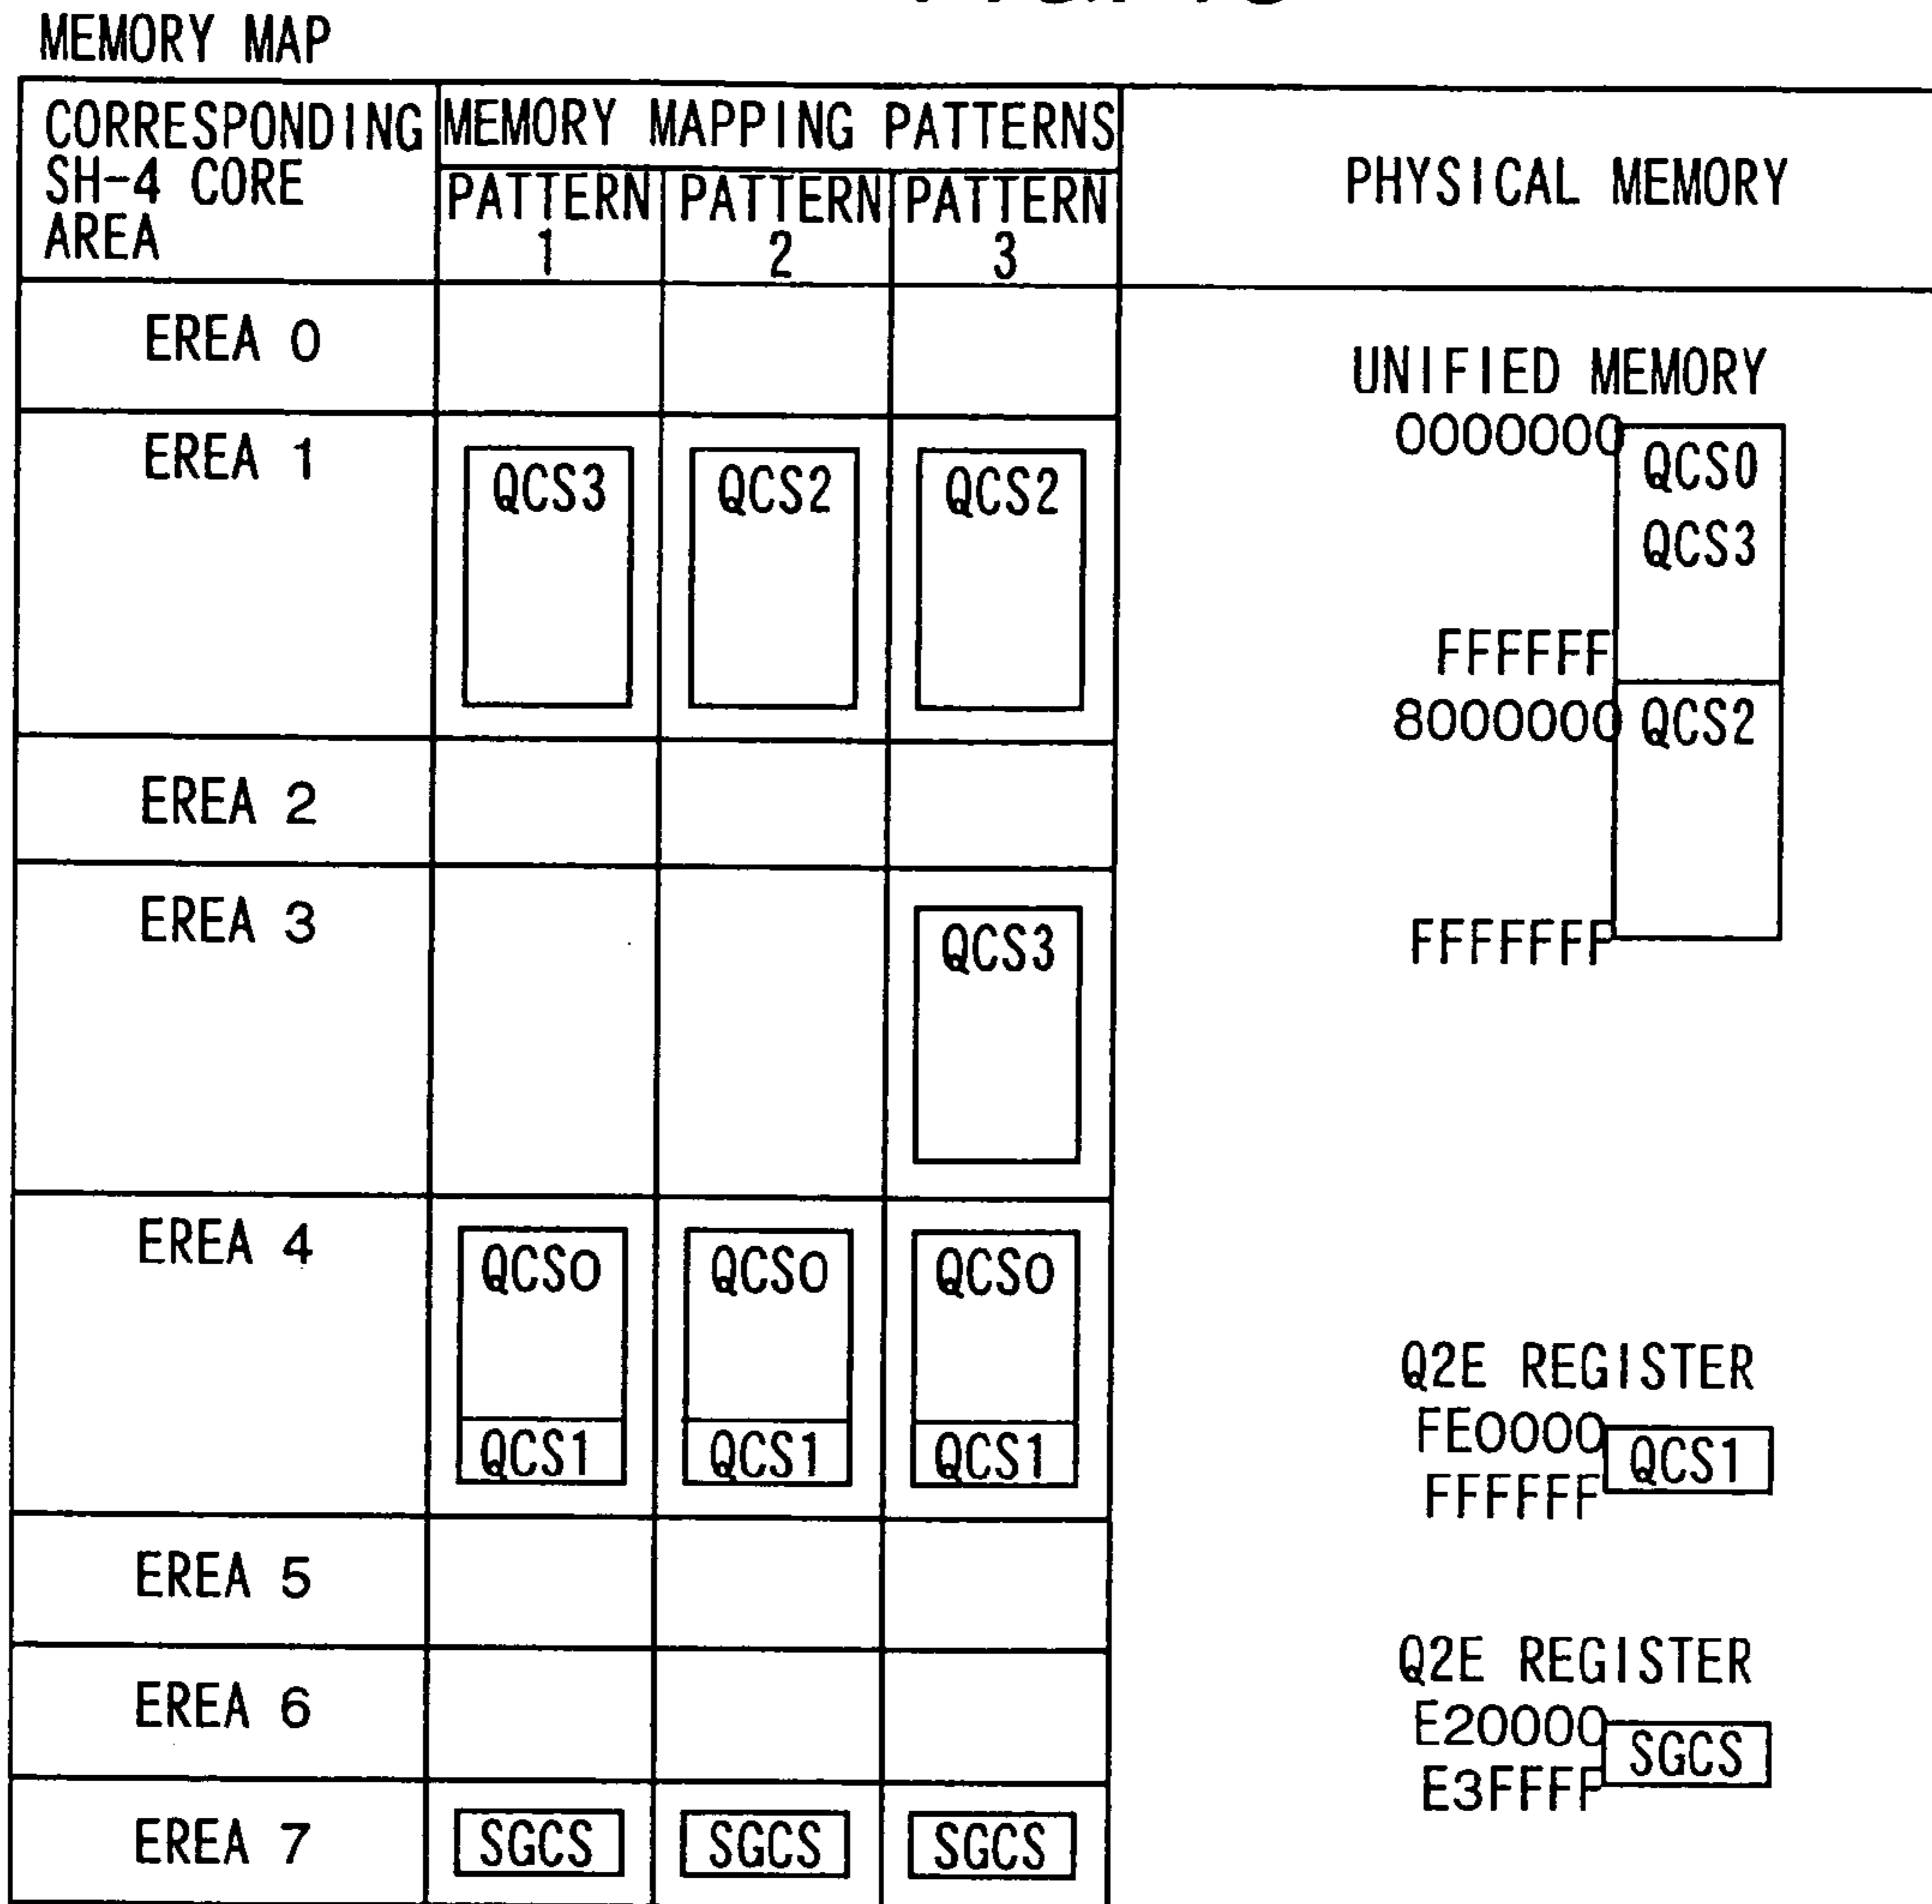 MEMORY MAP
CORRESPONDING
SH-4 CORE
AREA
MEMORY MAPPING PATTERNS
PATTERN
1
PATTERN
2
PATTERN
3
PHYSICAL MEMORY
EREA 0
EREA 1
QCS3
QCS2
QCS2
EREA 2
EREA 3
QCS3
EREA 4
QCS0
QCS0
QCS0
QCS1
QCS1
QCS1
EREA 5
EREA 6
EREA 7
SGCS
SGCS
SGCS
UNIFIED MEMORY
0000000
QCS0
QCS3
FFFFFF
8000000
QCS2
FFFFFFF
Q2E REGISTER
FE0000
QCS1
FFFFFF
Q2E REGISTER
E20000
SGCS
E3FFFF